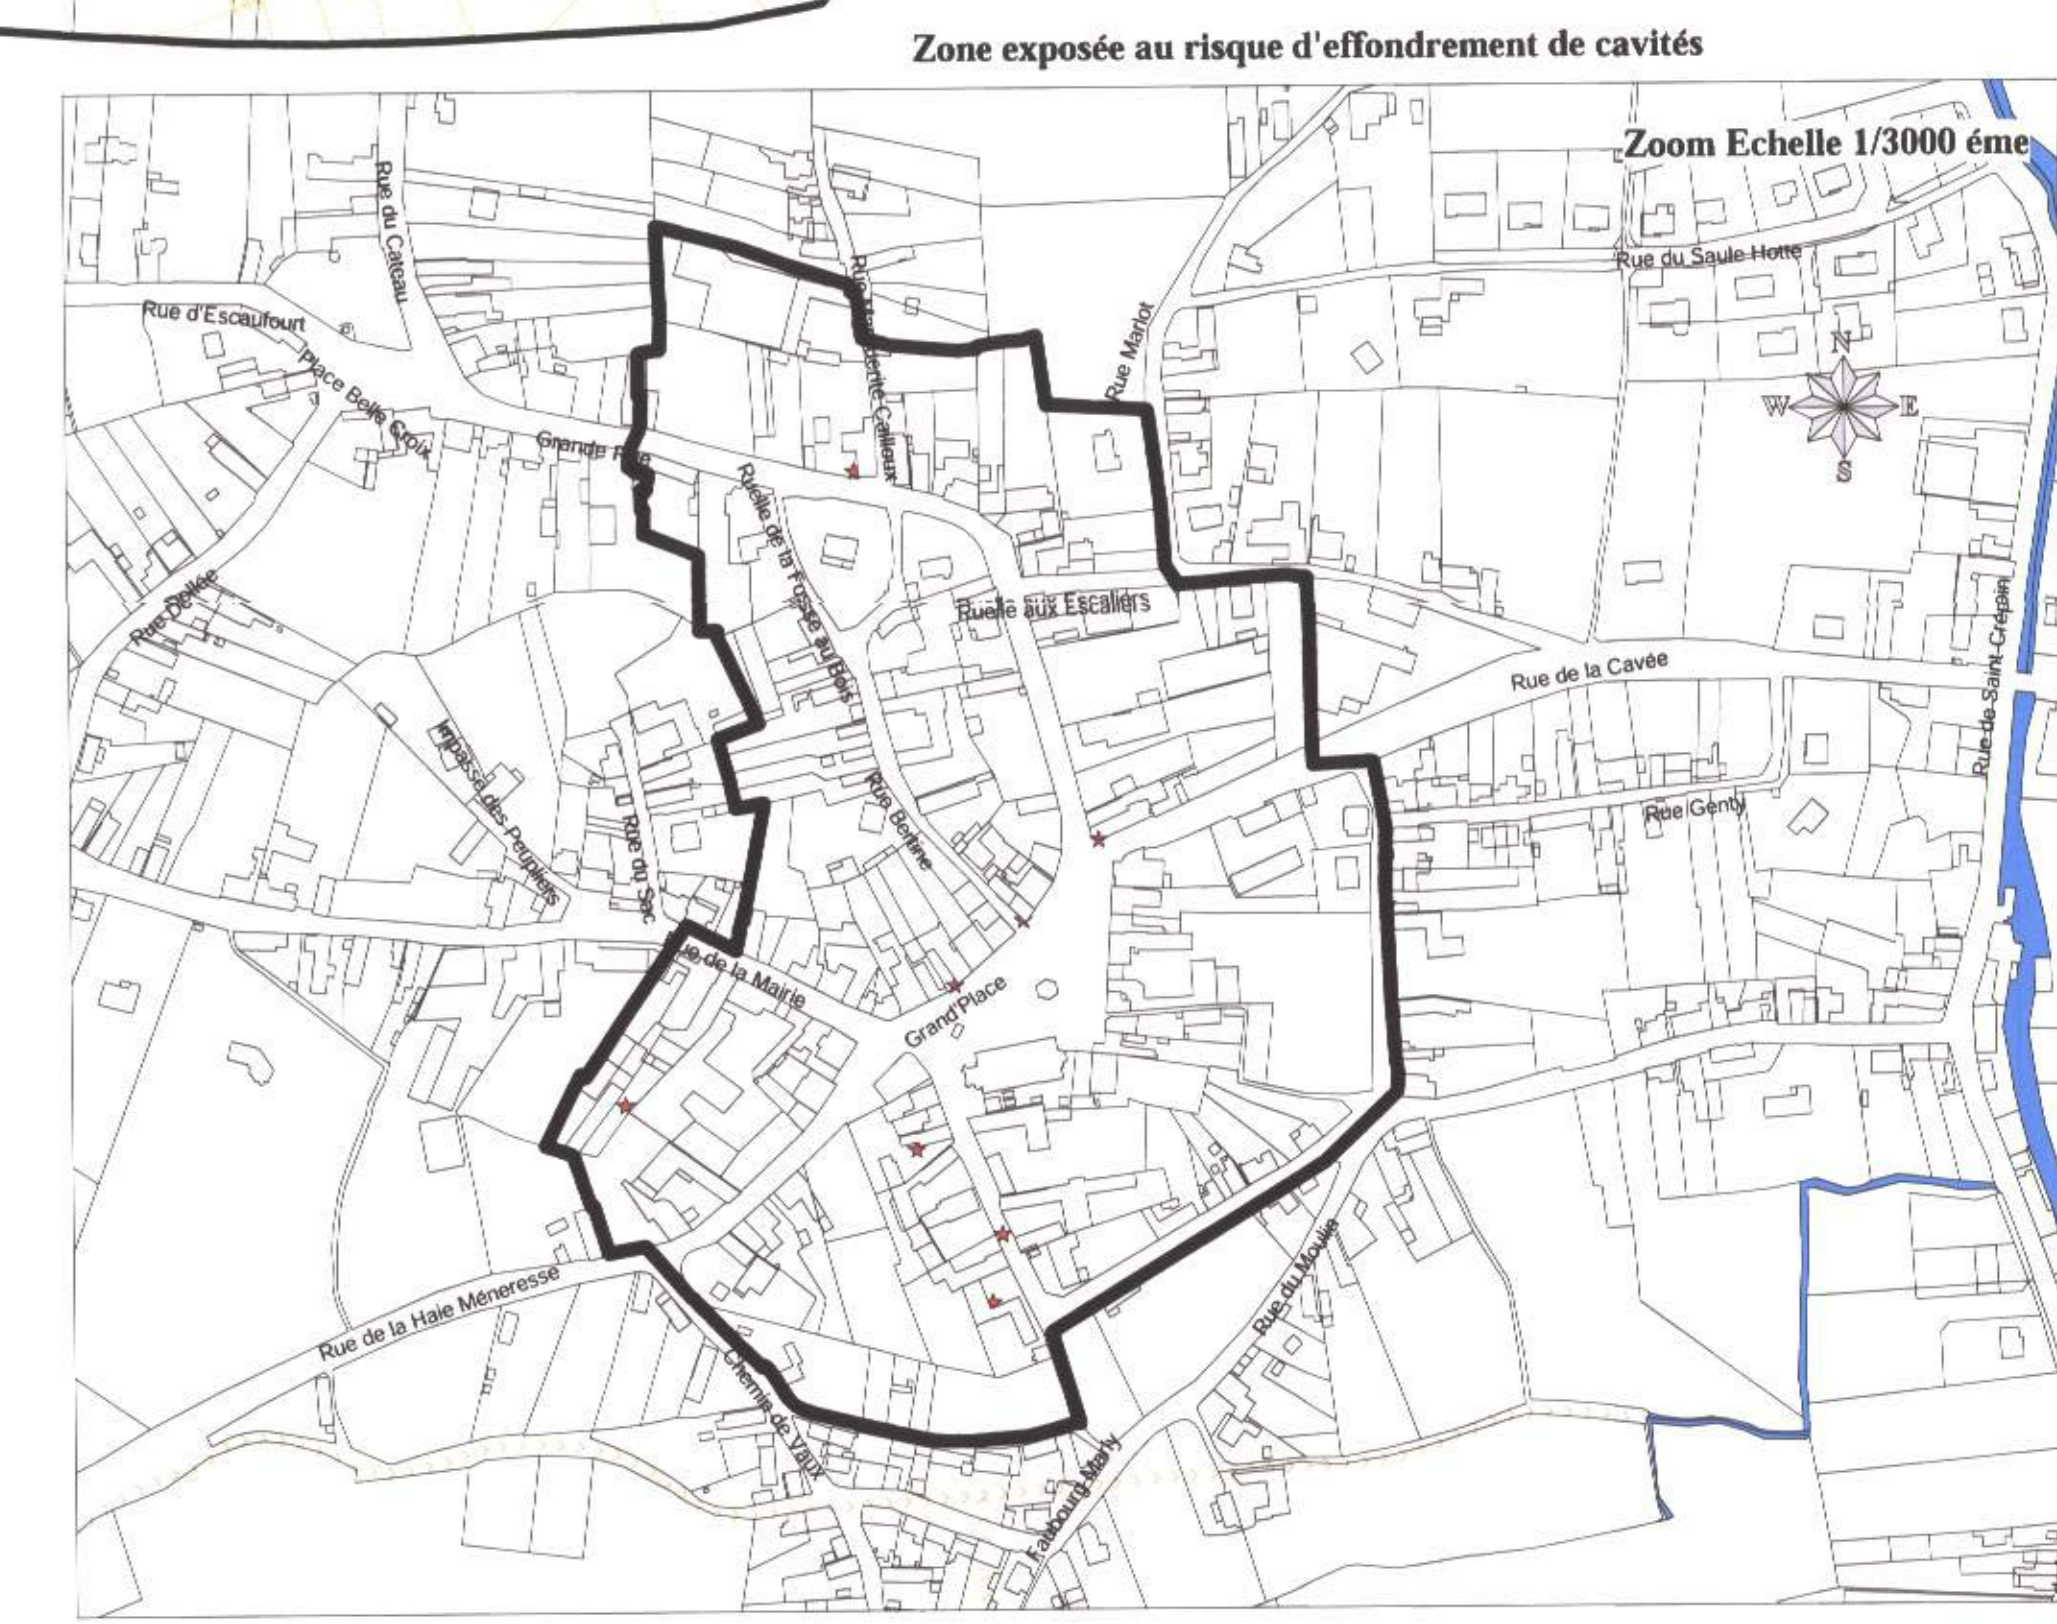 Zone exposée au risque d'effondrement de cavités
Zoom Echelle 1/3000 éme
Rue du Cateau
Rue d'Escaufourt
Place Belle Croix
Grande Rue
Rue Marlot
Rue du Saule Hotte
N
W
E
S
Cailloux
Ruelle de la Fosse au Bois
Ruelle aux Escaliers
Rue Dollée
Rue de la Cavée
Rue de Saint-Crépin
Impasse des Peupliers
Rue du Sac
Rue Bertine
Rue Genty
Rue de la Mairie
Grand'Place
Rue de la Haie Méneresse
Rue du Moulin
Chemin de Vaux
Faubourg Marly